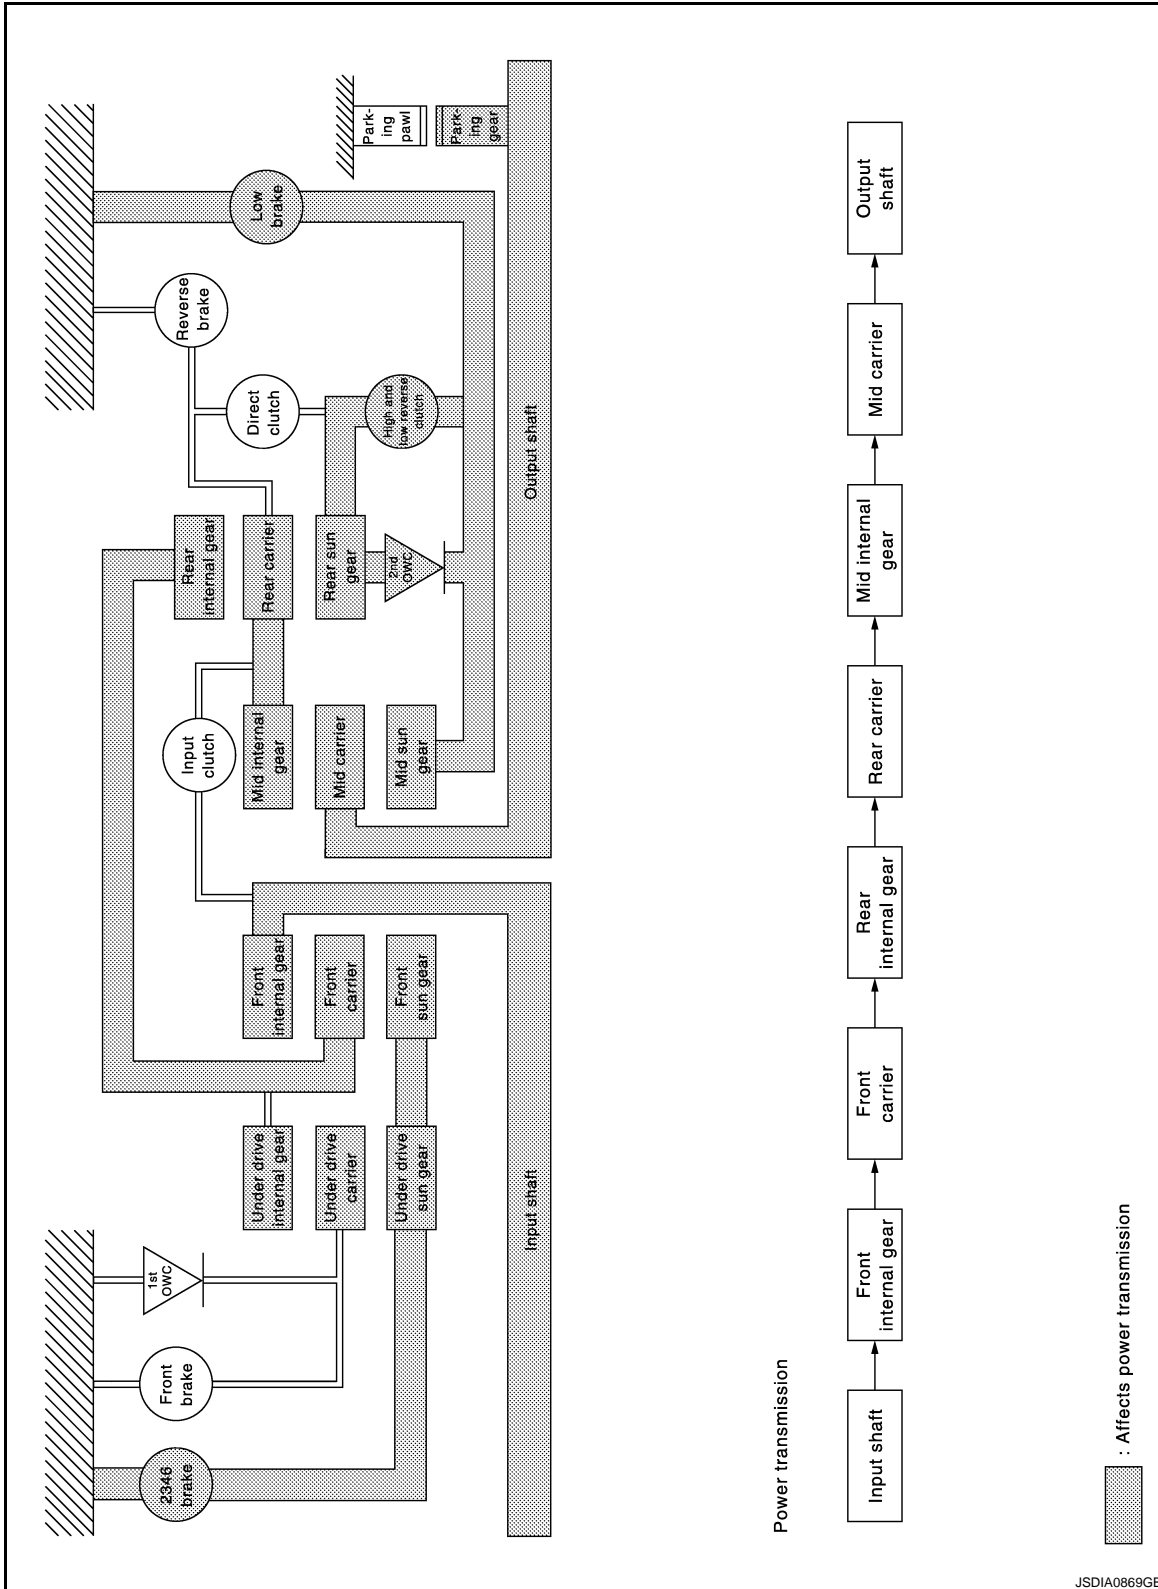 2346
brake
Front
brake
1st
OWC
Under drive
internal gear
Under drive
carrier
Under drive
sun gear
Front
internal gear
Front
carrier
Front
sun gear
Input shaft
Input
clutch
Mid internal
gear
Mid carrier
Mid sun
gear
Rear
internal gear
Rear carrier
Rear sun
gear
2nd
OWC
Direct
clutch
High and
low reverse
clutch
Reverse
brake
Low
brake
Park-
ing
pawl
Park-
ing
gear
Output shaft
Power transmission
Input shaft
Front
internal gear
Front
carrier
Rear
internal gear
Rear carrier
Mid internal
gear
Mid carrier
Output
shaft
: Affects power transmission
JSDIA0869GB